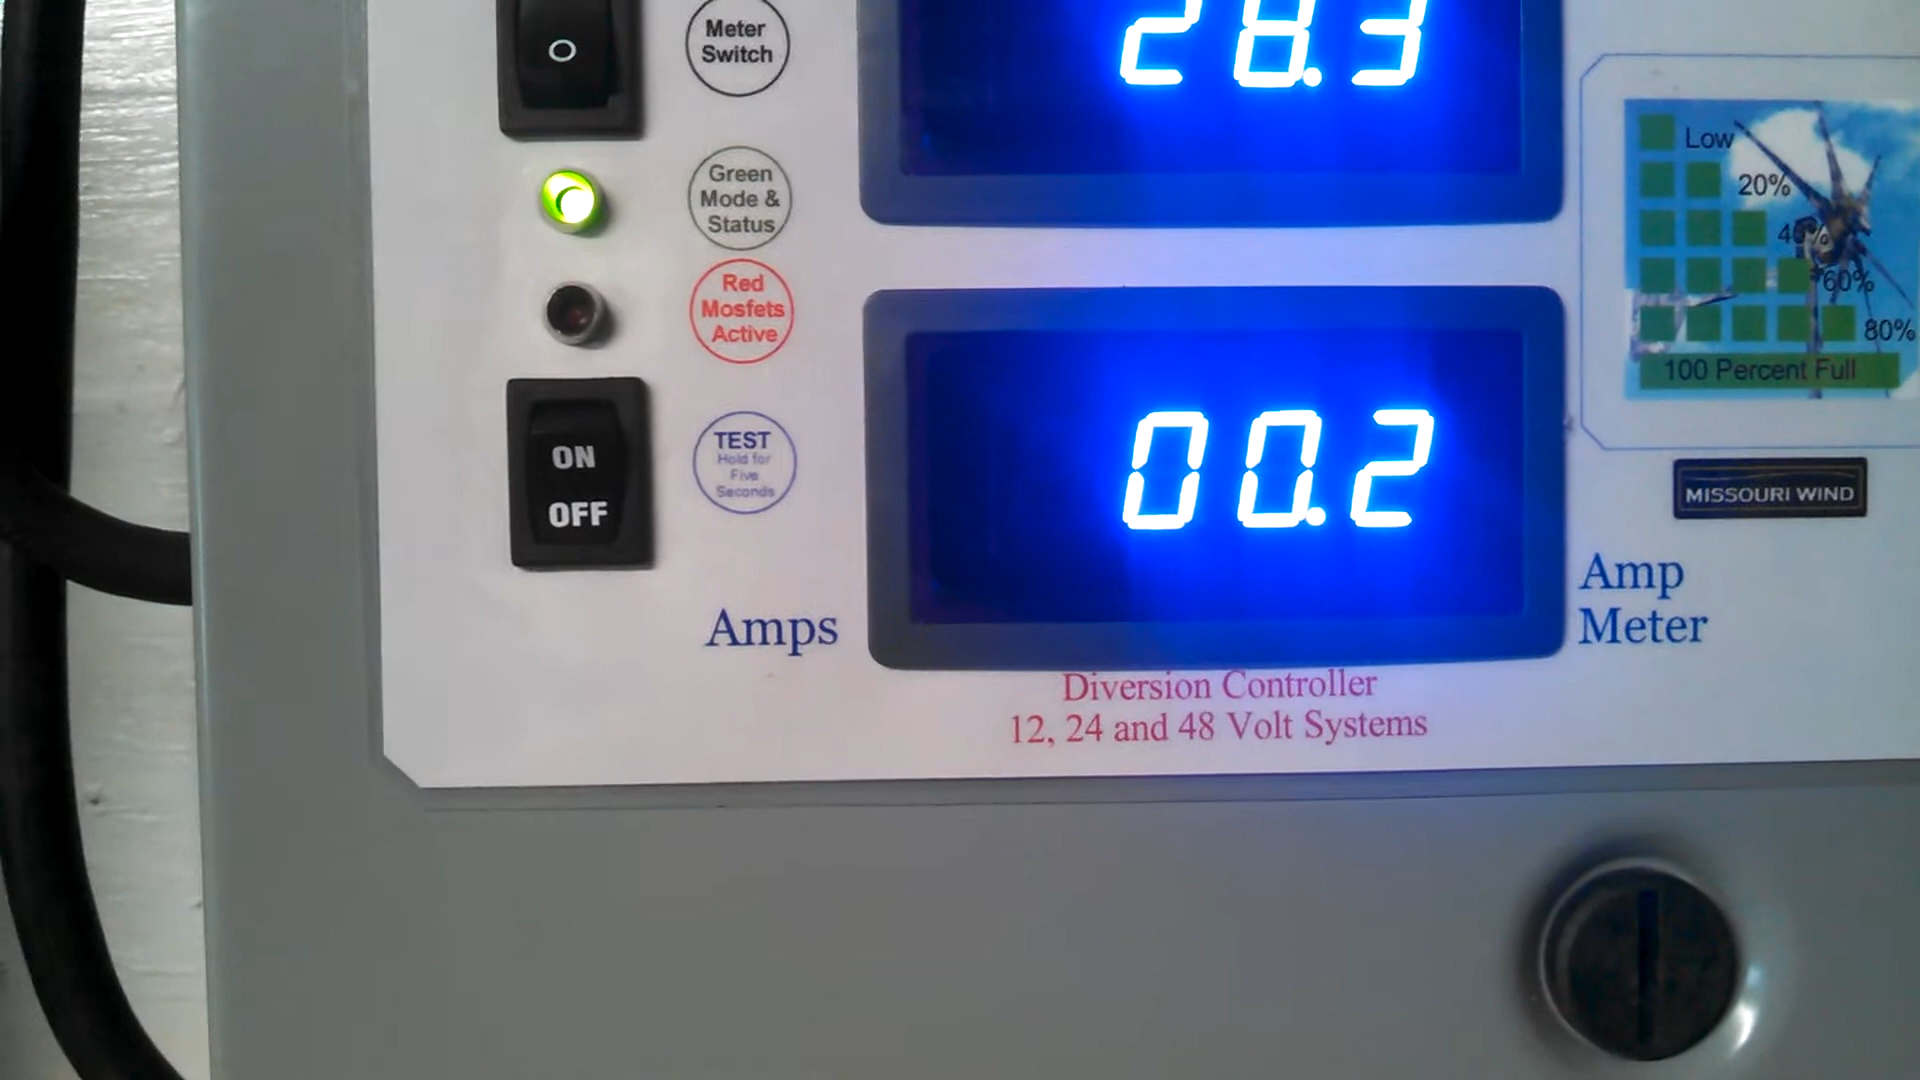 Meter
Switch
28.3
Green
Mode &
Status
Low
20%
40%
60%
80%
100 Percent Full
Red
Mosfets
Active
ON
OFF
TEST
Hold for
Five
Seconds
00.2
MISSOURI WIND
Amps
Amp
Meter
Diversion Controller
12, 24 and 48 Volt Systems